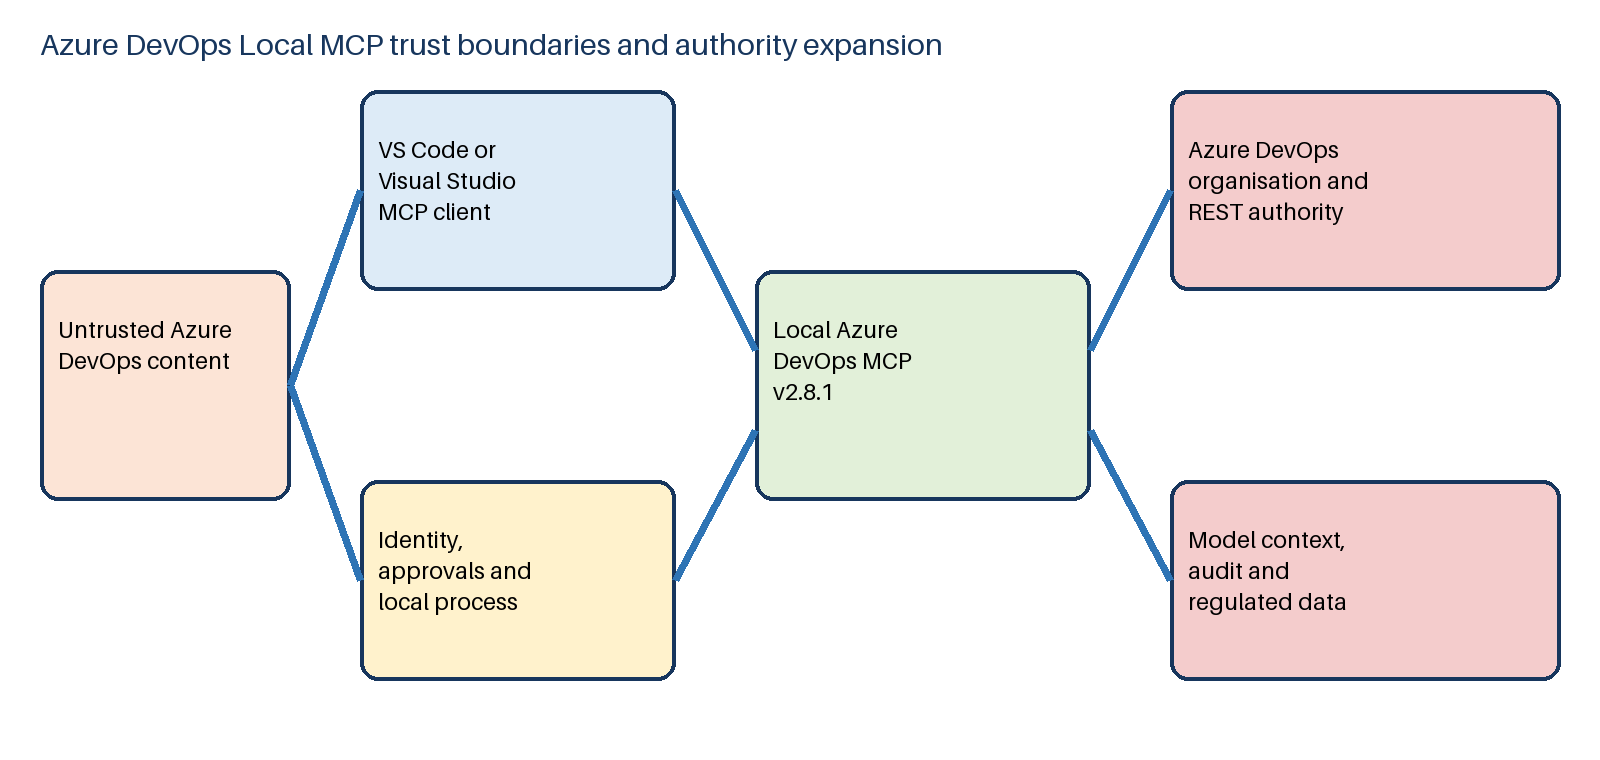 Azure DevOps Local MCP trust boundaries and authority expansion
VS Code or
Visual Studio
MCP client
Azure DevOps
organisation and
REST authority
Untrusted Azure
DevOps content
Local Azure
DevOps MCP
v2.8.1
Identity,
approvals and
local process
Model context,
audit and
regulated data